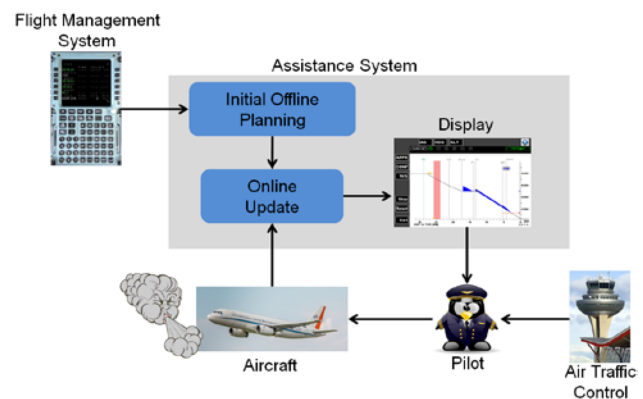 Flight Management
System
Assistance System
Initial Offline
Planning
Display
Online
Update
Aircraft
Pilot
Air Traffic
Control